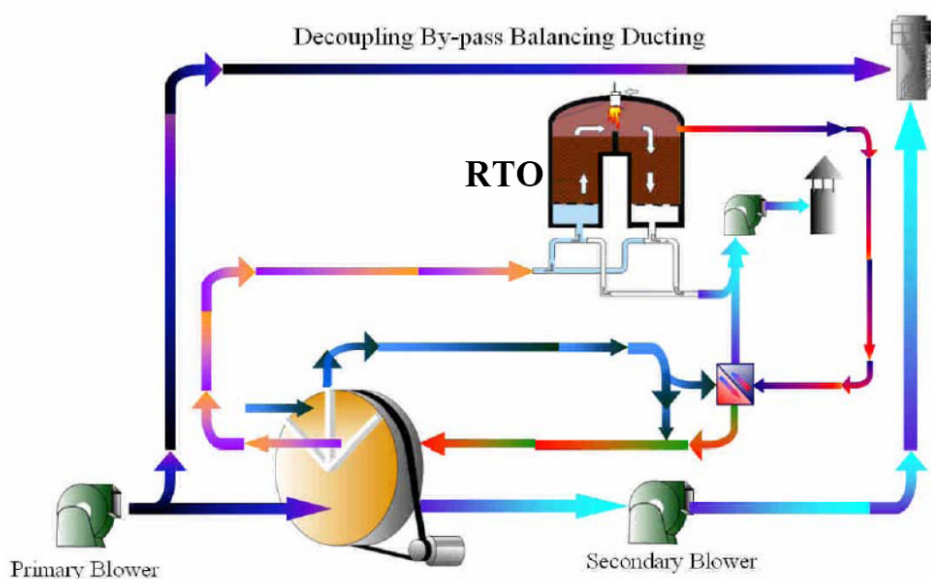 Decoupling By-pass Balancing Ducting
RTO
Primary Blower
Secondary Blower